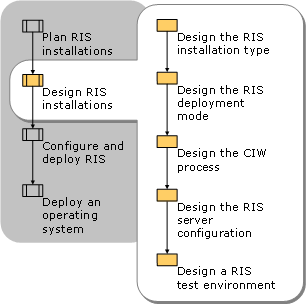 Plan RIS
installations
Design RIS
installations
Configure and
deploy RIS
Deploy an
operating
system
Design the RIS
installation type
Design the RIS
deployment
mode
Design the CIW
process
Design the RIS
server
configuration
Design a RIS
test environment